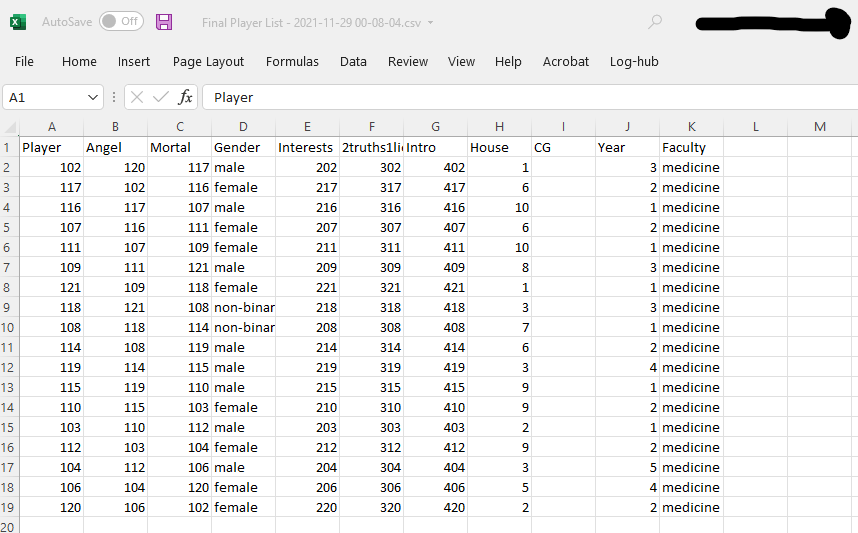 AutoSave Off Final Player List - 2021-11-29 00-08-04.csv
File Home Insert Page Layout Formulas Data Review View Help Acrobat Log-hub
A1 fx Player
A B C D E F G H I J K L M
1 Player Angel Mortal Gender Interests 2truths1lie Intro House CG Year Faculty
2 102 120 117 male 202 302 402 1 3 medicine
3 117 102 116 female 217 317 417 6 2 medicine
4 116 117 107 male 216 316 416 10 1 medicine
5 107 116 111 female 207 307 407 6 2 medicine
6 111 107 109 female 211 311 411 10 1 medicine
7 109 111 121 male 209 309 409 8 3 medicine
8 121 109 118 female 221 321 421 1 1 medicine
9 118 121 108 non-binar 218 318 418 3 3 medicine
10 108 118 114 non-binar 208 308 408 7 1 medicine
11 114 108 119 male 214 314 414 6 2 medicine
12 119 114 115 male 219 319 419 3 4 medicine
13 115 119 110 male 215 315 415 9 1 medicine
14 110 115 103 female 210 310 410 9 2 medicine
15 103 110 112 male 203 303 403 2 1 medicine
16 112 103 104 female 212 312 412 9 2 medicine
17 104 112 106 male 204 304 404 3 5 medicine
18 106 104 120 female 206 306 406 5 4 medicine
19 120 106 102 female 220 320 420 2 2 medicine
20